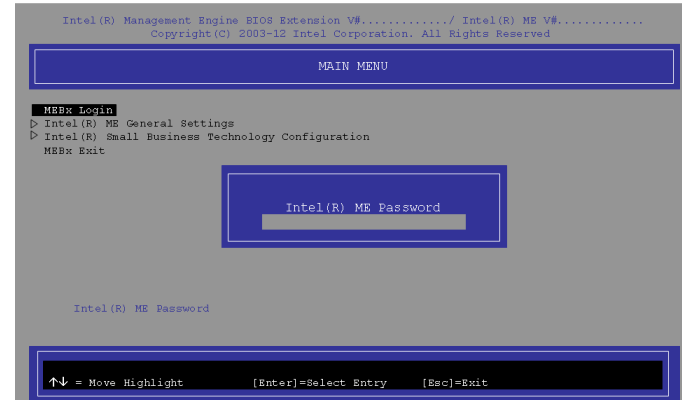 Intel(R) Management Engine BIOS Extension V#............./ Intel(R) ME V#.............
Copyright(C) 2003-12 Intel Corporation. All Rights Reserved
MAIN MENU
MEBx Login
▷ Intel(R) ME General Settings
▷ Intel(R) Small Business Technology Configuration
MEBx Exit
Intel(R) ME Password
Intel(R) ME Password
↑↓ = Move Highlight [Enter]=Select Entry [Esc]=Exit